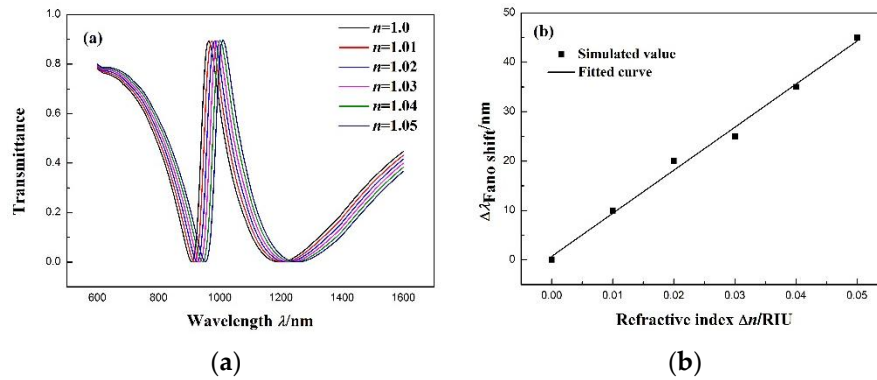 (a)
n=1.0
n=1.01
n=1.02
n=1.03
n=1.04
n=1.05
1.0
0.8
0.6
0.4
0.2
0.0
Transmittance
600 800 1000 1200 1400 1600
Wavelength λ/nm
(a)
(b)
Simulated value
Fitted curve
50
40
30
20
10
0
ΔλFano shift/nm
0.00 0.01 0.02 0.03 0.04 0.05
Refractive index Δn/RIU
(b)